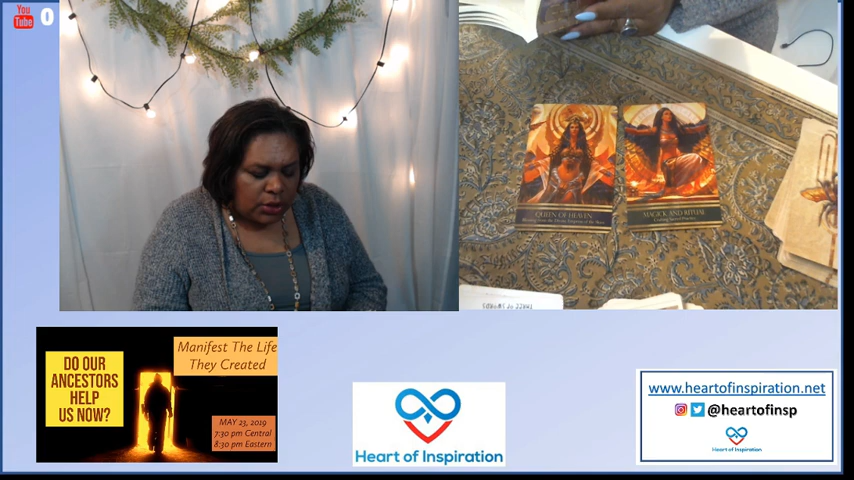 You
Tube
0
QUEEN OF HEAVEN
MAGICK AND RITUAL
DO OUR
ANCESTORS
HELP
US NOW?
Manifest The Life
They Created
MAY 23, 2019
7:30 pm Central
8:30 pm Eastern
Heart of Inspiration
www.heartofinspiration.net
@heartofinsp
Heart of Inspiration